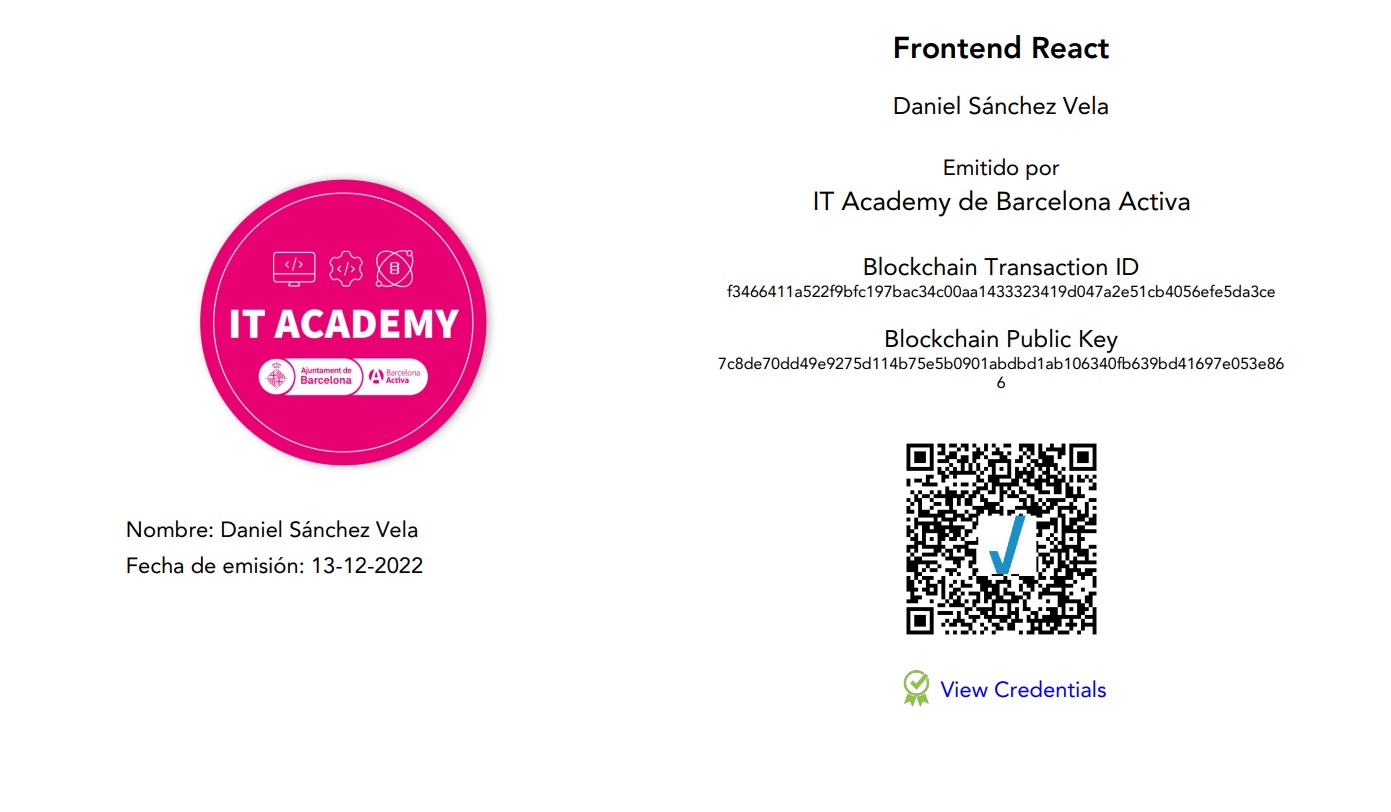 IT ACADEMY
Ajuntament de
Barcelona
Barcelona
Activa
Nombre: Daniel Sánchez Vela
Fecha de emisión: 13-12-2022
Frontend React
Daniel Sánchez Vela
Emitido por
IT Academy de Barcelona Activa
Blockchain Transaction ID
f3466411a522f9bfc197bac34c00aa1433323419d047a2e51cb4056efe5da3ce
Blockchain Public Key
7c8de70dd49e9275d114b75e5b0901abdbd1ab106340fb639bd41697e053e86
6
View Credentials